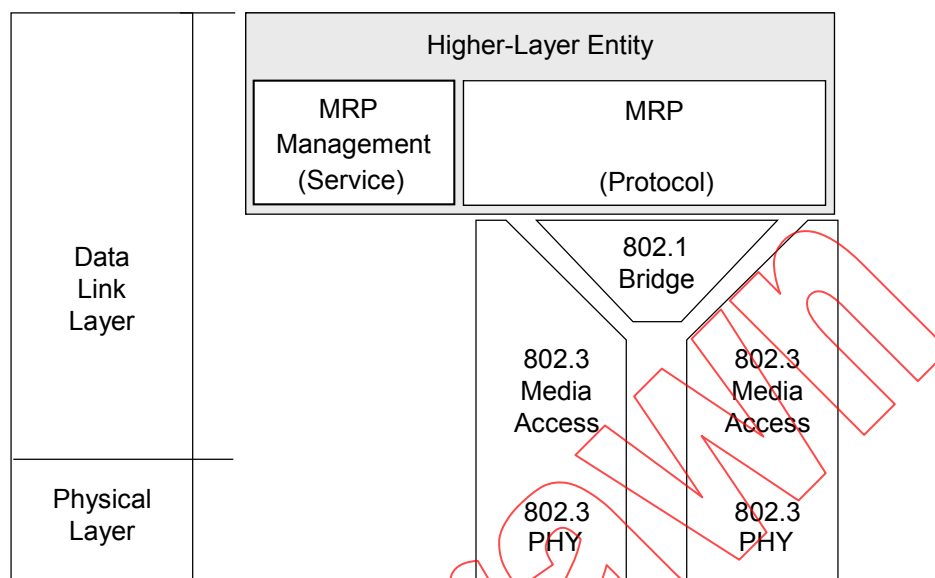 Higher-Layer Entity
MRP
Management
(Service)
MRP
(Protocol)
802.1
Bridge
Data
Link
Layer
802.3
Media
Access
802.3
Media
Access
Physical
Layer
802.3
PHY
802.3
PHY